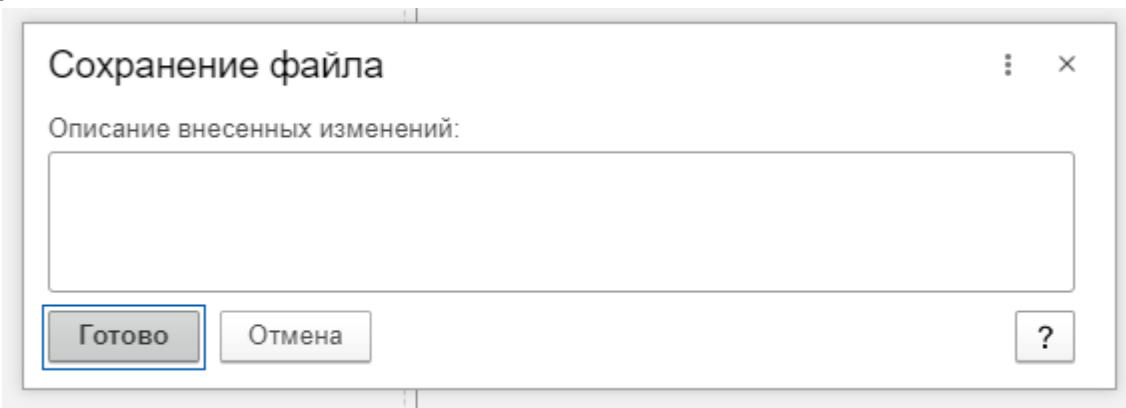 Сохранение файла
Описание внесенных изменений:
Готово Отмена ?